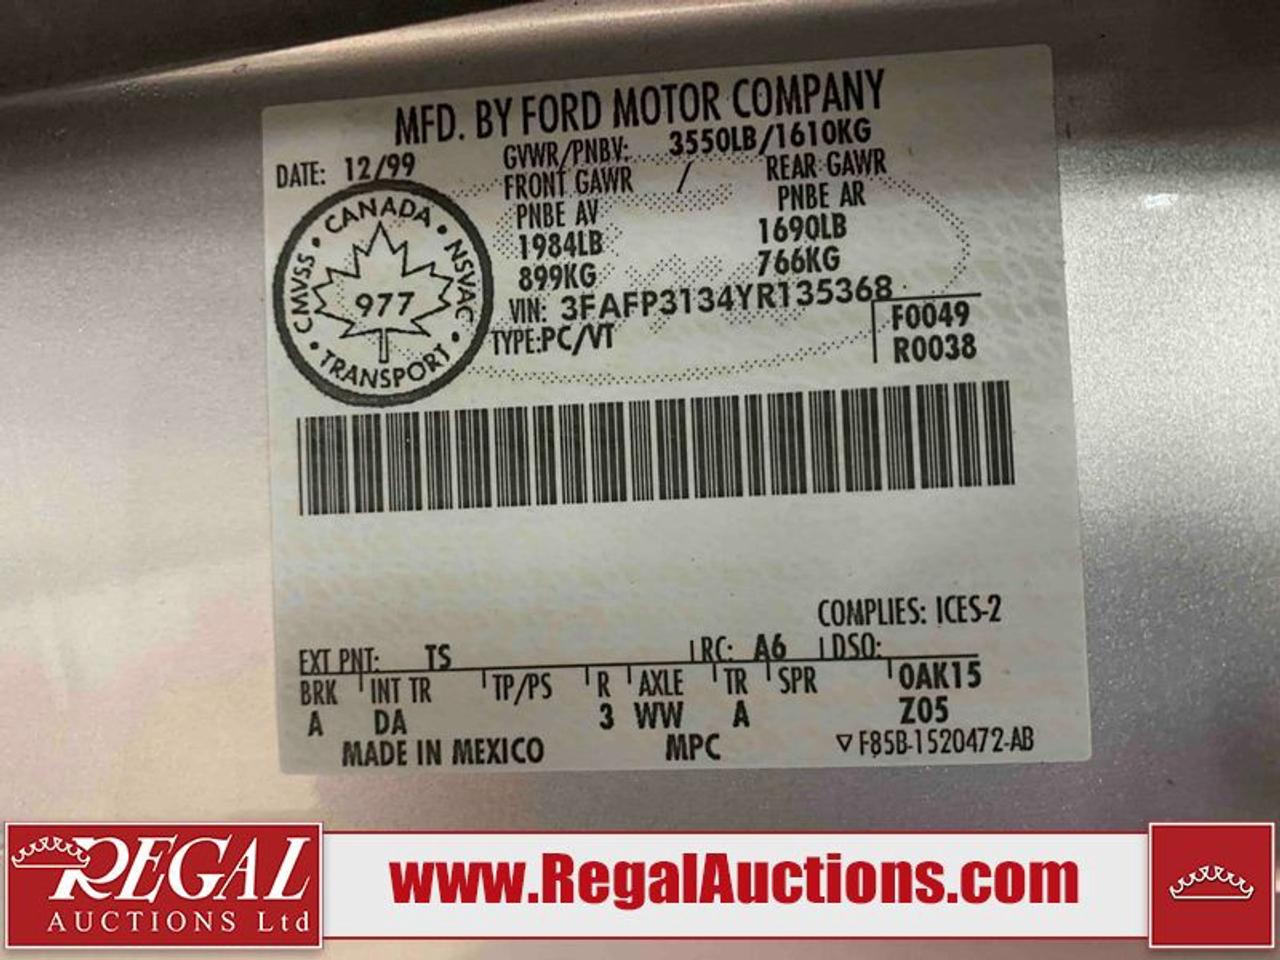 MFD. BY FORD MOTOR COMPANY
DATE: 12/99
GVWR/PNBV: 3550LB/1610KG
FRONT GAWR / REAR GAWR
PNBE AV PNBE AR
1984LB 1690LB
899KG 766KG
VIN: 3FAFP3134YR135368
TYPE:PC/VT
F0049
R0038
CANADA
CMVSS • NSVAC
977
TRANSPORT
COMPLIES: ICES-2
EXT PNT: TS RC: A6 DSO:
BRK INT TR TP/PS R AXLE TR SPR 0AK15
A DA 3 WW A Z05
MADE IN MEXICO MPC ▽ F85B-1520472-AB
REGAL
AUCTIONS Ltd
www.RegalAuctions.com